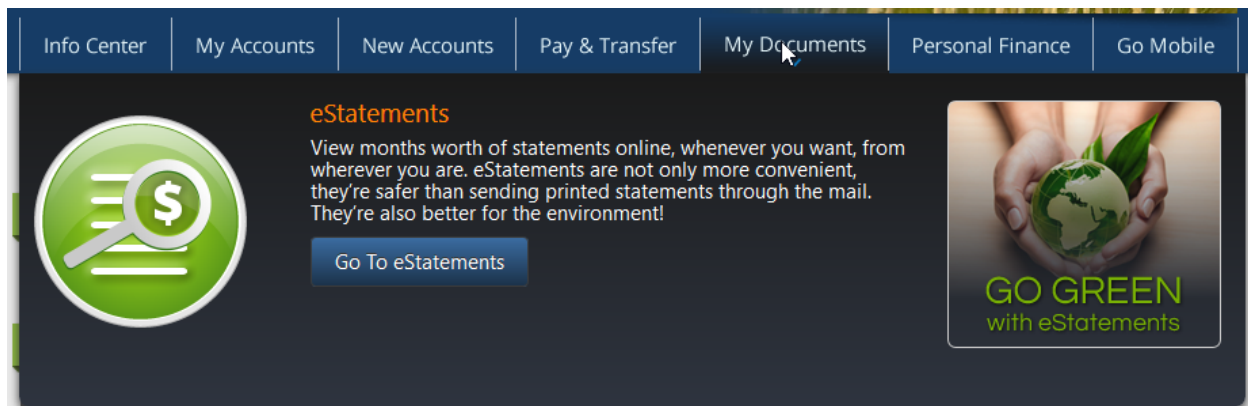 Info Center
My Accounts
New Accounts
Pay & Transfer
My Documents
Personal Finance
Go Mobile
eStatements
View months worth of statements online, whenever you want, from
wherever you are. eStatements are not only more convenient,
they're safer than sending printed statements through the mail.
They're also better for the environment!
Go To eStatements
$
GO GREEN
with eStatements